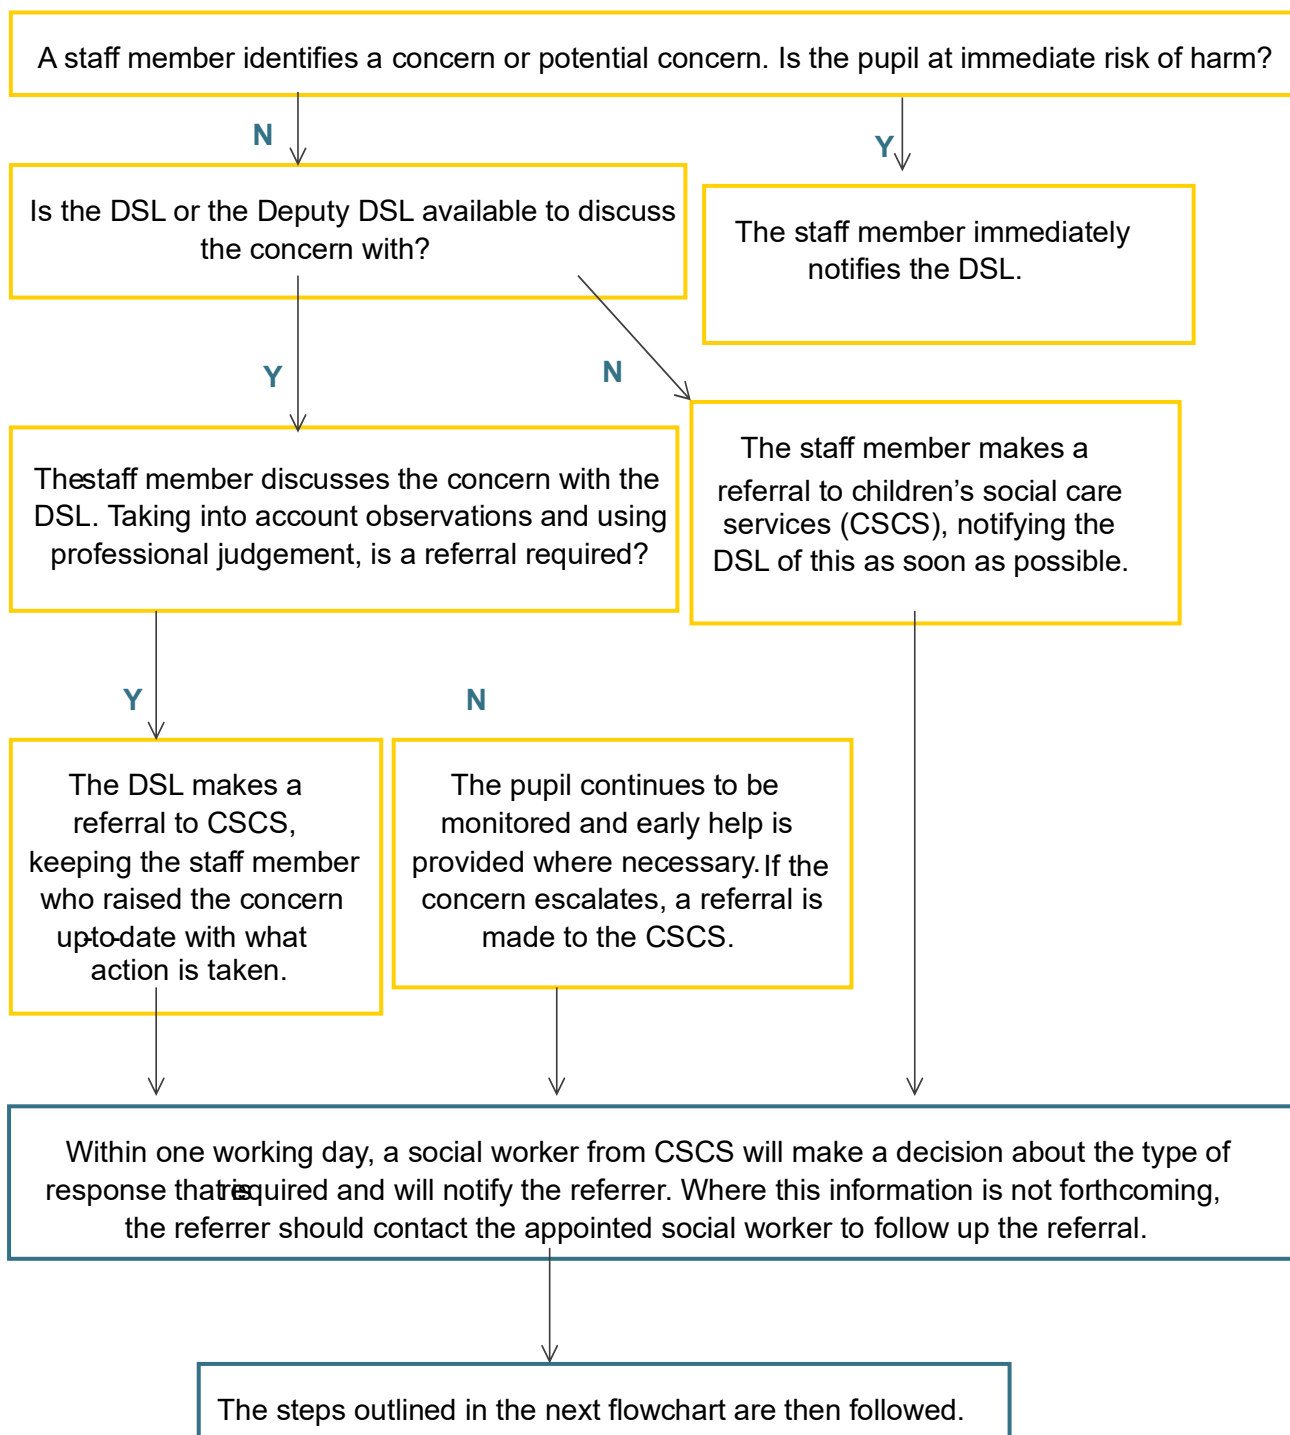 A staff member identifies a concern or potential concern. Is the pupil at immediate risk of harm?
N
Y
Is the DSL or the Deputy DSL available to discuss
the concern with?
The staff member immediately
notifies the DSL.
Y
N
The staff member discusses the concern with the
DSL. Taking into account observations and using
professional judgement, is a referral required?
The staff member makes a
referral to children’s social care
services (CSCS), notifying the
DSL of this as soon as possible.
Y
N
The DSL makes a
referral to CSCS,
keeping the staff member
who raised the concern
up-to-date with what
action is taken.
The pupil continues to be
monitored and early help is
provided where necessary. If the
concern escalates, a referral is
made to the CSCS.
Within one working day, a social worker from CSCS will make a decision about the type of
response that is required and will notify the referrer. Where this information is not forthcoming,
the referrer should contact the appointed social worker to follow up the referral.
The steps outlined in the next flowchart are then followed.